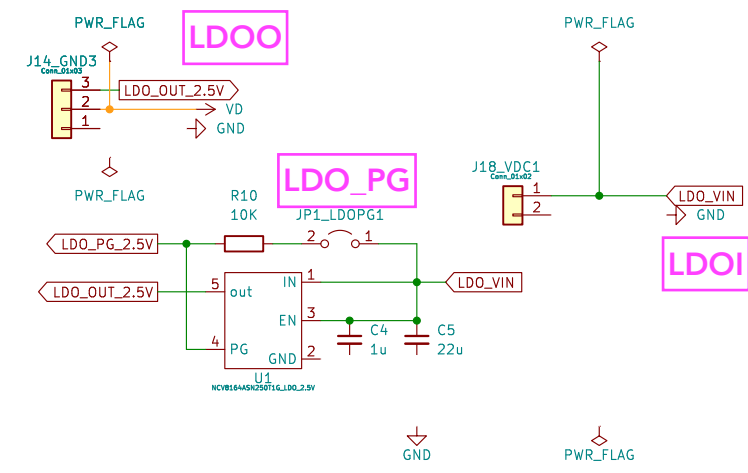 PWR_FLAG
LDOO
PWR_FLAG
J14_GND3
Conn_01x03
3
LDO_OUT_2.5V
2
VD
1
GND
PWR_FLAG
LDO_PG
J18_VDC1
Conn_01x02
1
LDO_VIN
2
GND
R10
10K
JP1_LDOPG1
2
1
LDO_PG_2.5V
LDOI
LDO_OUT_2.5V
5
out
IN
1
LDO_VIN
EN
3
C4
1u
C5
22u
4
PG
GND
2
U1
NCV8164ASN250T1G_LDO_2.5V
GND
PWR_FLAG